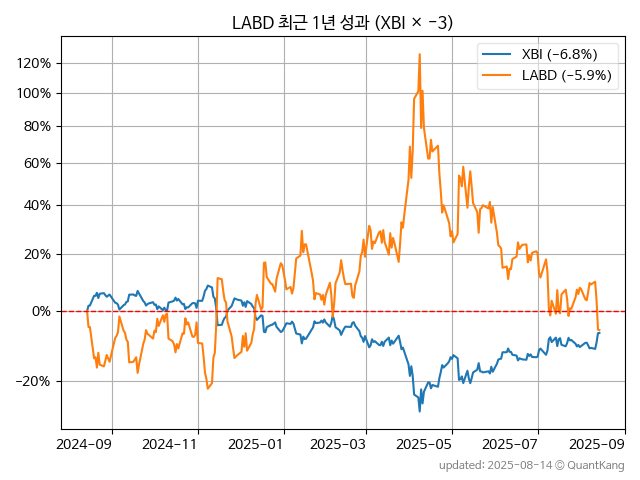 LABD 최근 1년 성과 (XBI × −3)
XBI (−6.8%)
LABD (−5.9%)
120%
100%
80%
60%
40%
20%
0%
−20%
2024-09 2024-11 2025-01 2025-03 2025-05 2025-07 2025-09
updated: 2025-08-14 © QuantKang